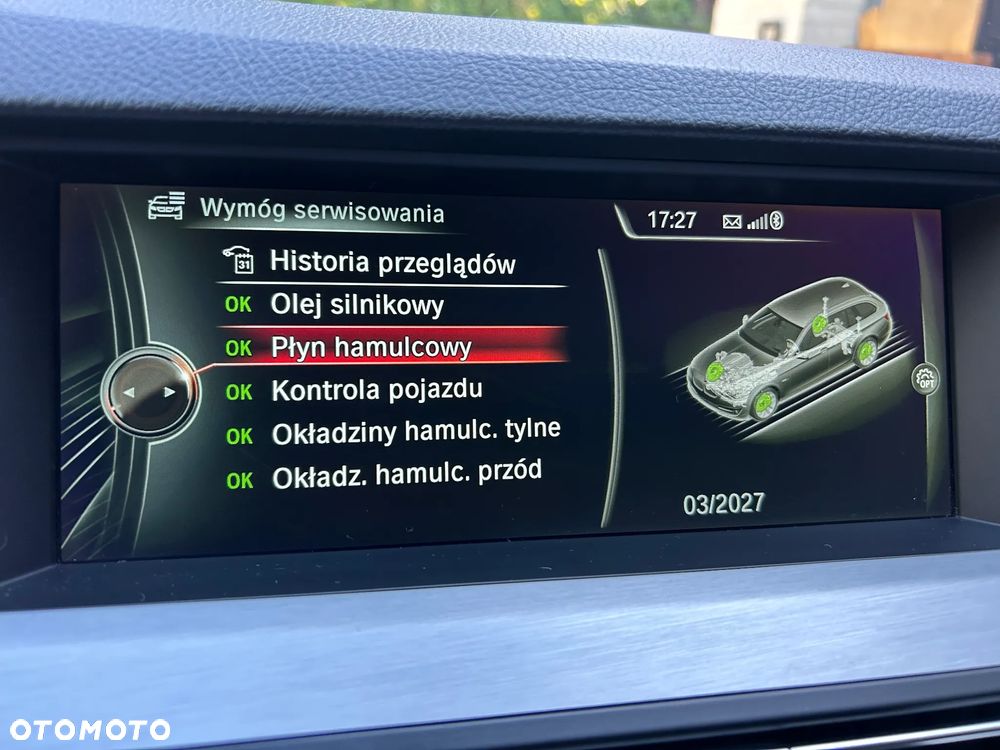 Wymóg serwisowania
17:27
31 Historia przeglądów
OK Olej silnikowy
OK Płyn hamulcowy
OK Kontrola pojazdu
OK Okładziny hamulc. tylne
OK Okładz. hamulc. przód
OPT
03/2027
OTOMOTO